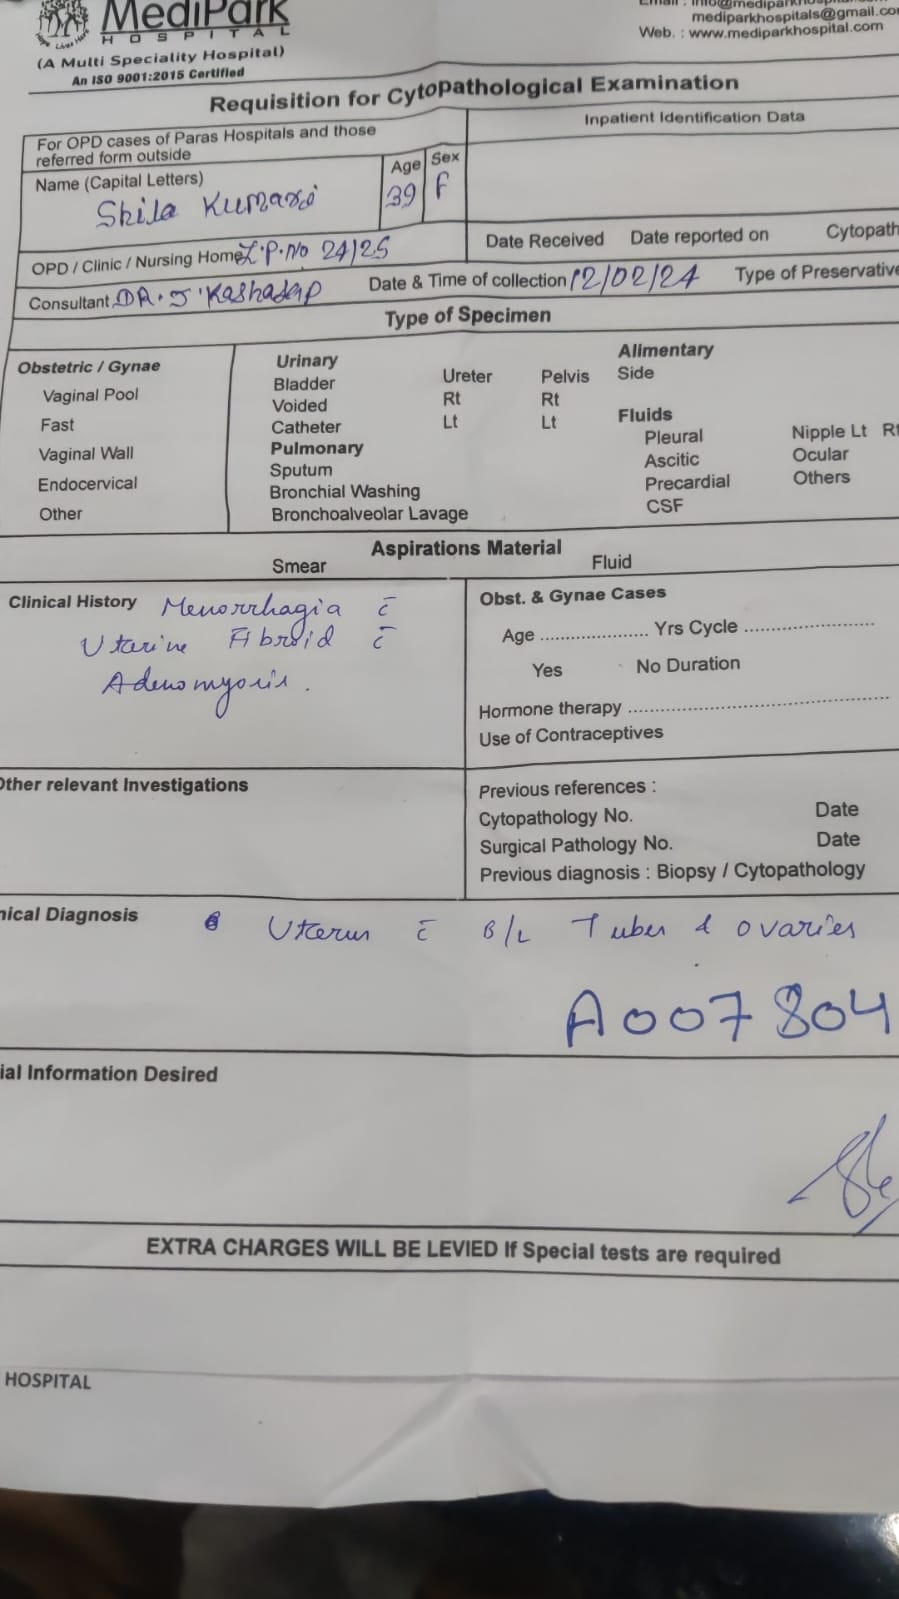 MediPark
HOSPITAL
(A Multi Speciality Hospital)
An ISO 9001:2015 Certified
mediparkhospitals@gmail.co
Web. : www.mediparkhospital.com
Requisition for Cytopathological Examination
For OPD cases of Paras Hospitals and those
referred form outside
Inpatient Identification Data
Name (Capital Letters) Age Sex
Shila Kumari 39 F
OPD / Clinic / Nursing Home I.P.No 24/25
Date Received Date reported on Cytopath
Consultant DR. J. Date & Time of collection 12/02/24 Type of Preservative
Type of Specimen
Obstetric / Gynae
Vaginal Pool
Fast
Vaginal Wall
Endocervical
Other
Urinary
Bladder Ureter Pelvis
Voided Rt Rt
Catheter Lt Lt
Pulmonary
Sputum
Bronchial Washing
Bronchoalveolar Lavage
Alimentary
Side
Fluids
Pleural Nipple Lt Rt
Ascitic Ocular
Precardial Others
CSF
Aspirations Material
Smear Fluid
Clinical History Menorrhagia c̄
Uterine Fibroid c̄
Adenomyosis.
Obst. & Gynae Cases
Age .................... Yrs Cycle ........................
Yes No Duration
Hormone therapy ................................................
Use of Contraceptives
Other relevant Investigations
Previous references :
Cytopathology No. Date
Surgical Pathology No. Date
Previous diagnosis : Biopsy / Cytopathology
nical Diagnosis Uterus c̄ B/L Tubes & ovaries
A007804
ial Information Desired
EXTRA CHARGES WILL BE LEVIED If Special tests are required
HOSPITAL